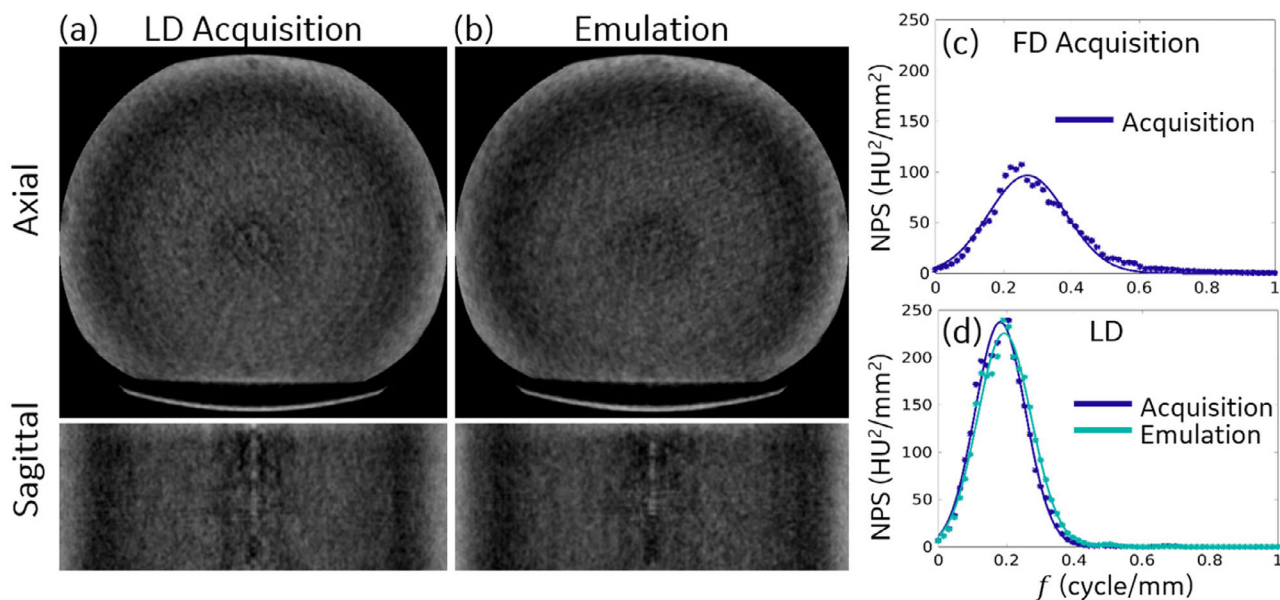 (a) LD Acquisition
(b) Emulation
Axial
Sagittal
(c) FD Acquisition
Acquisition
NPS (HU²/mm²)
250
200
150
100
50
0
0 0.2 0.4 0.6 0.8 1
(d) LD
Acquisition
Emulation
NPS (HU²/mm²)
250
200
150
100
50
0
0 0.2 0.4 0.6 0.8 1
f (cycle/mm)